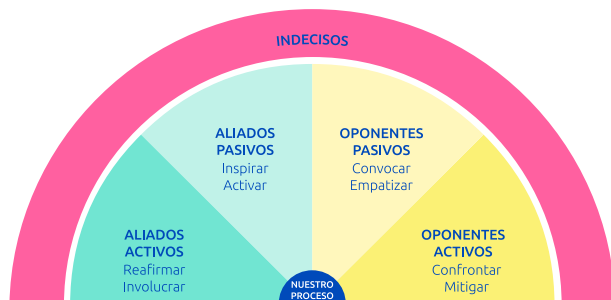 INDECISOS
ALIADOS
PASIVOS
Inspirar
Activar
OPONENTES
PASIVOS
Convocar
Empatizar
ALIADOS
ACTIVOS
Reafirmar
Involucrar
OPONENTES
ACTIVOS
Confrontar
Mitigar
NUESTRO
PROCESO